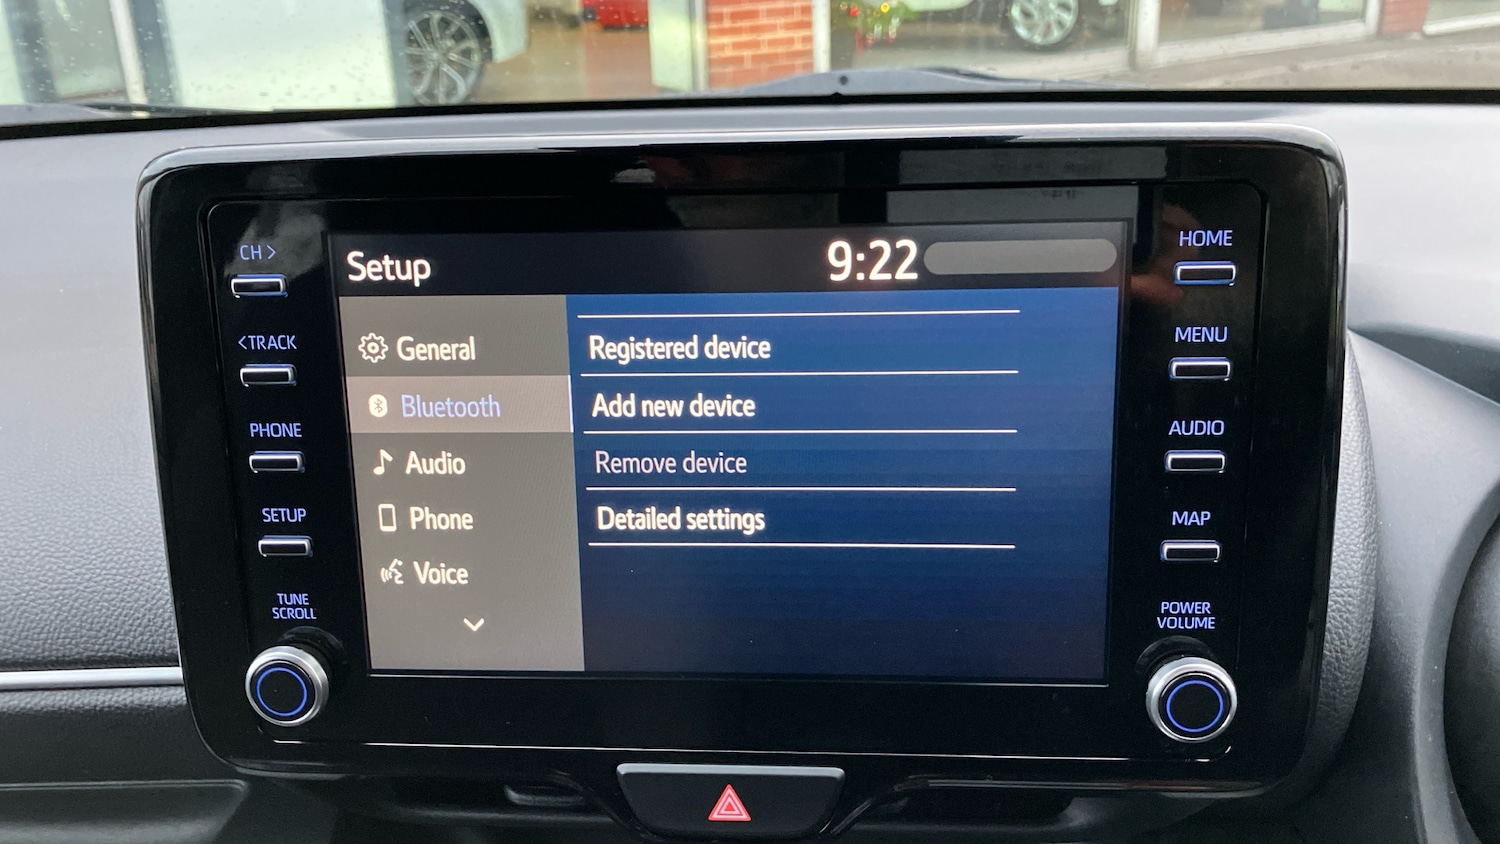 Setup
9:22
General
Bluetooth
Audio
Phone
Voice
Registered device
Add new device
Remove device
Detailed settings
CH >
<TRACK
PHONE
SETUP
TUNE
SCROLL
HOME
MENU
AUDIO
MAP
POWER
VOLUME